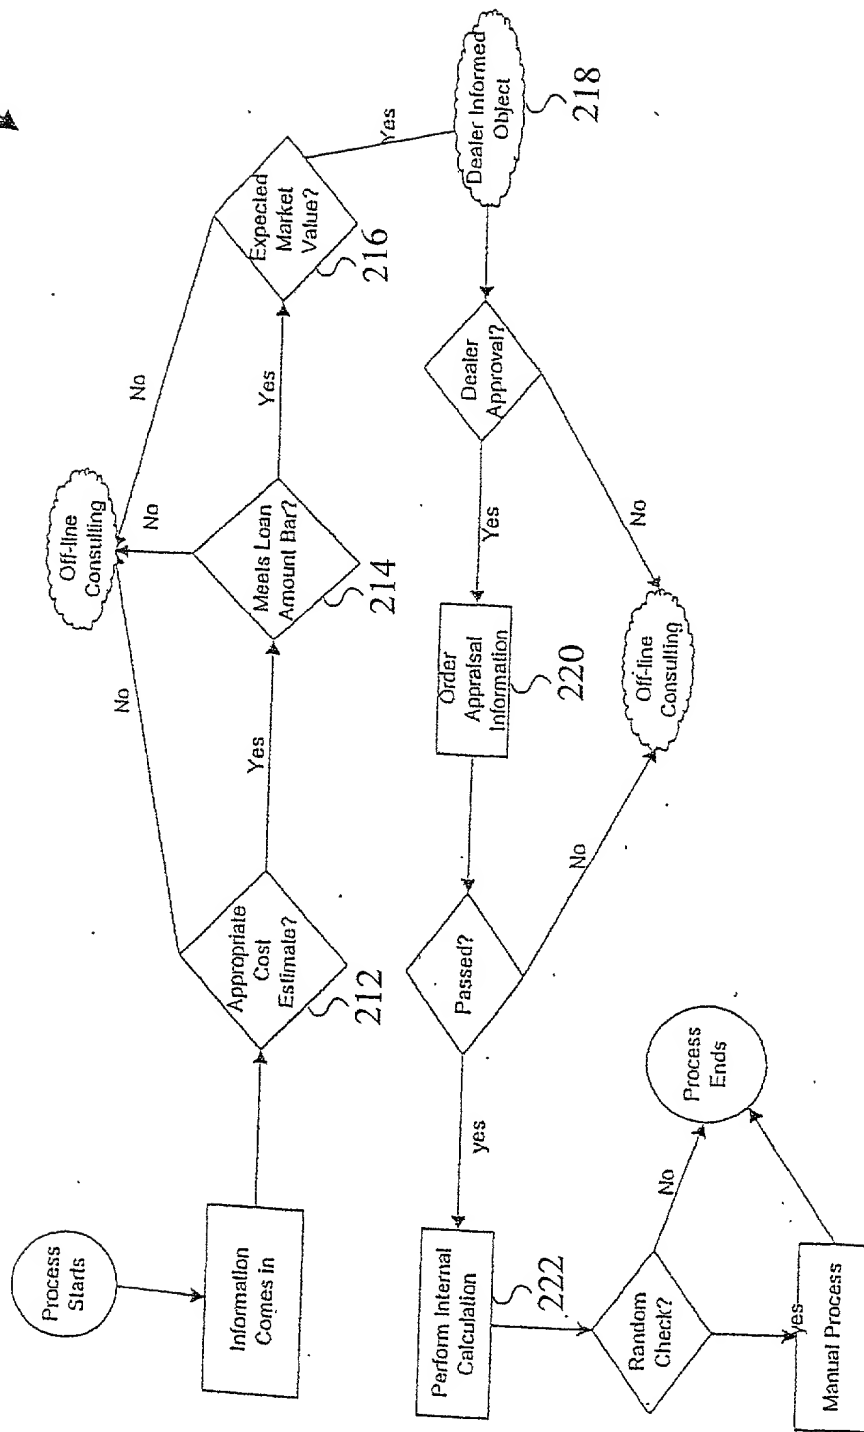 Process
Starts
Information
Comes in
Appropriate
Cost
Estimate?
212
No
Yes
Off-line
Consulting
No
Meels Loan
Amount Bar?
214
Yes
No
Expected
Market
Value?
216
Yes
Dealer Informed
Object
218
Dealer
Approval?
Yes
No
Order
Appraisal
Information
220
Off-line
Consulting
Passed?
No
yes
Perform Internal
Calculation
222
Random
Check?
No
Process
Ends
yes
Manual Process